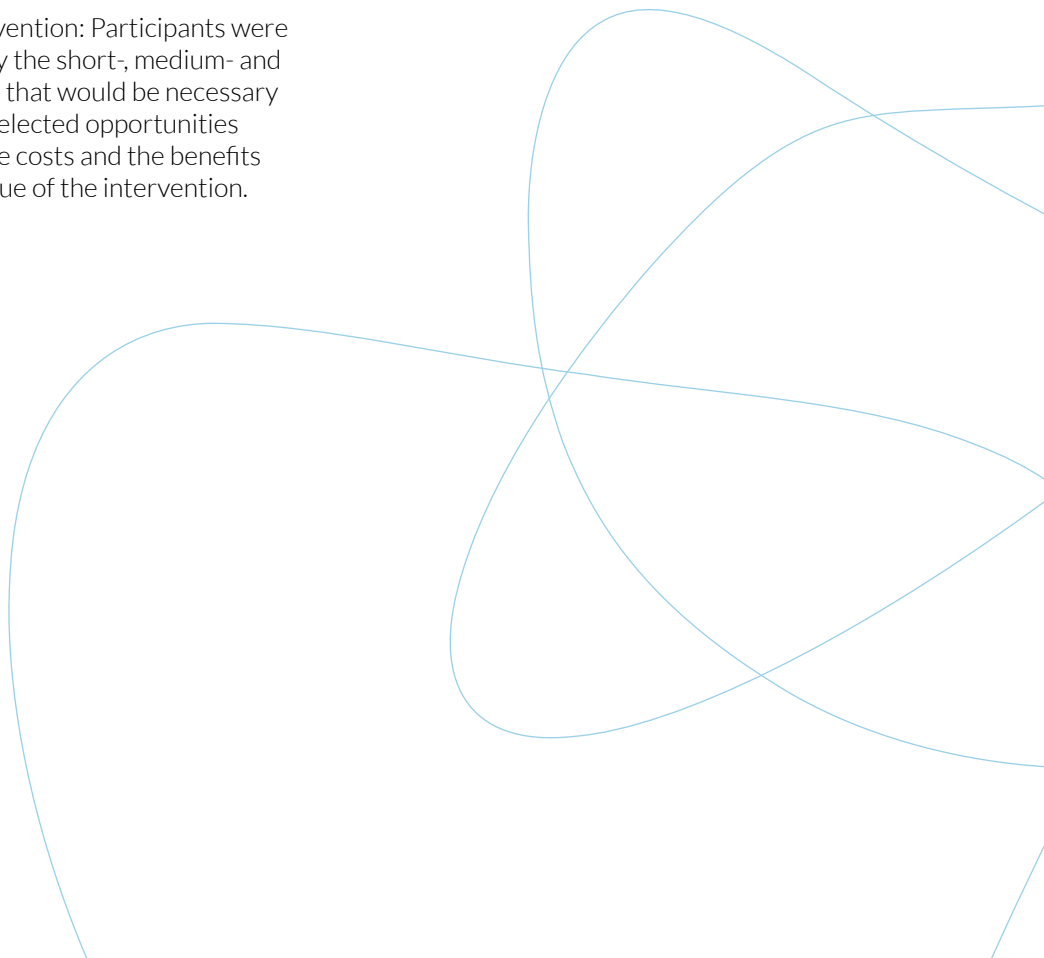 vention: Participants were
y the short-, medium- and
that would be necessary
elected opportunities
e costs and the benefits
ue of the intervention.